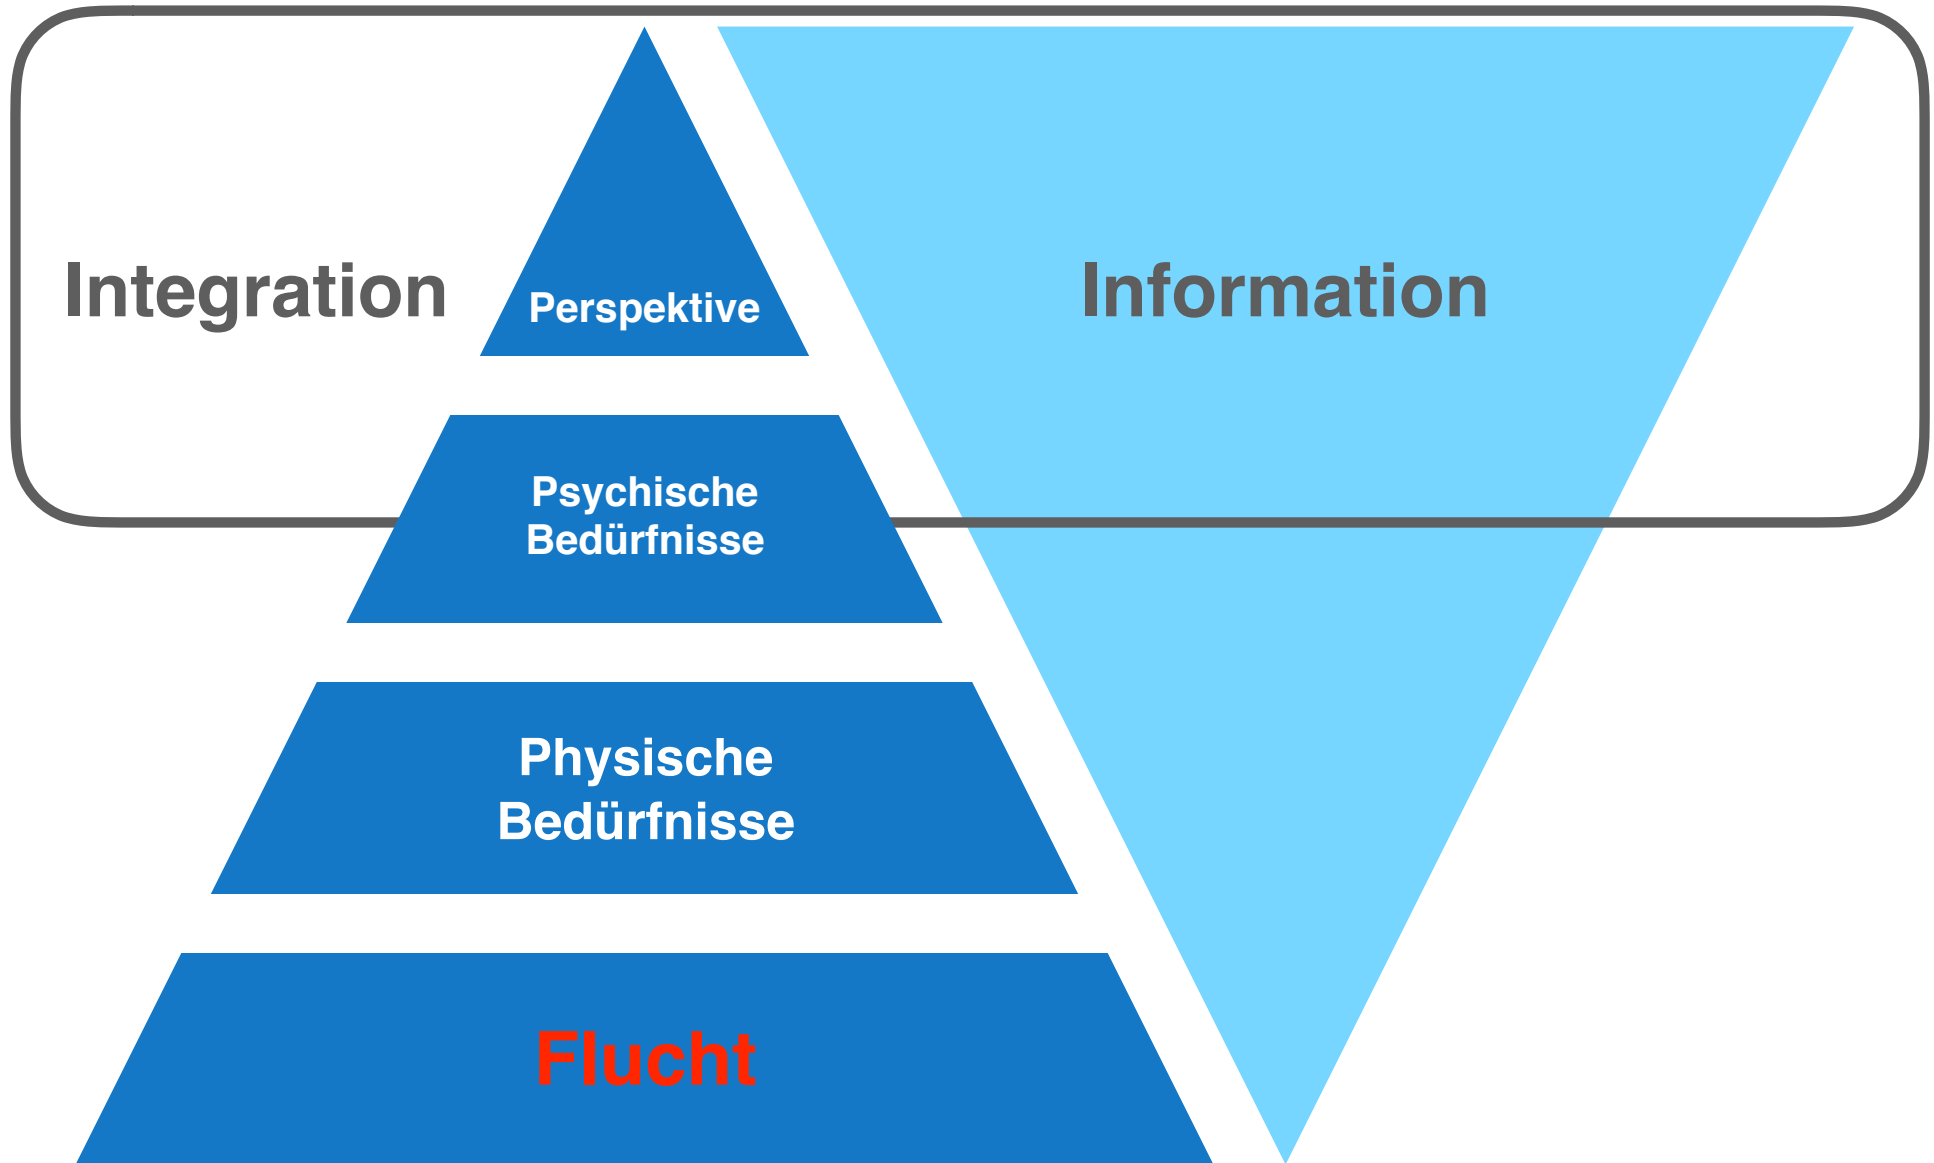 Integration
Perspektive
Information
Psychische
Bedürfnisse
Physische
Bedürfnisse
Flucht